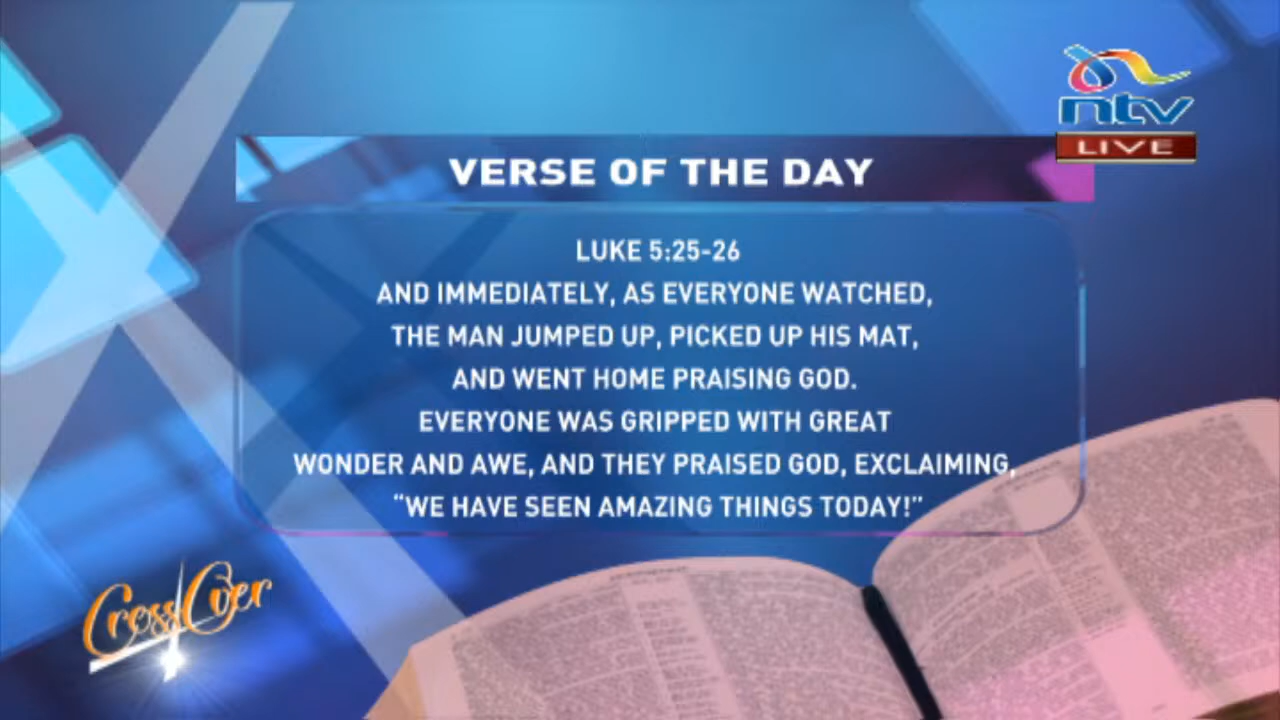 ntv
LIVE
VERSE OF THE DAY
LUKE 5:25-26
AND IMMEDIATELY, AS EVERYONE WATCHED,
THE MAN JUMPED UP, PICKED UP HIS MAT,
AND WENT HOME PRAISING GOD.
EVERYONE WAS GRIPPED WITH GREAT
WONDER AND AWE, AND THEY PRAISED GOD, EXCLAIMING,
“WE HAVE SEEN AMAZING THINGS TODAY!”
CrossOver